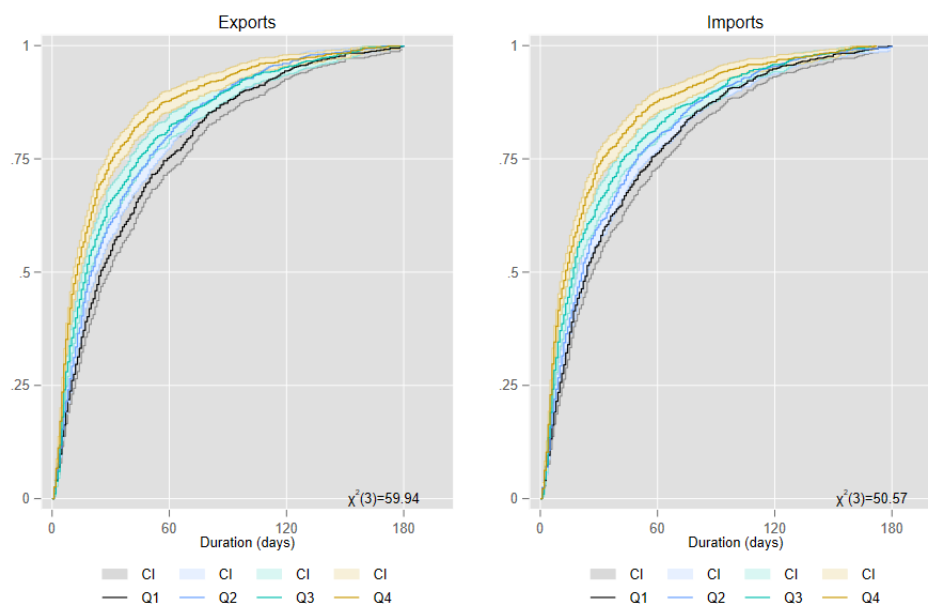 Exports
1
.75
.5
.25
0
χ²(3)=59.94
0 60 120 180
Duration (days)
CI CI CI CI
Q1 Q2 Q3 Q4
Imports
1
.75
.5
.25
0
χ²(3)=50.57
0 60 120 180
Duration (days)
CI CI CI CI
Q1 Q2 Q3 Q4